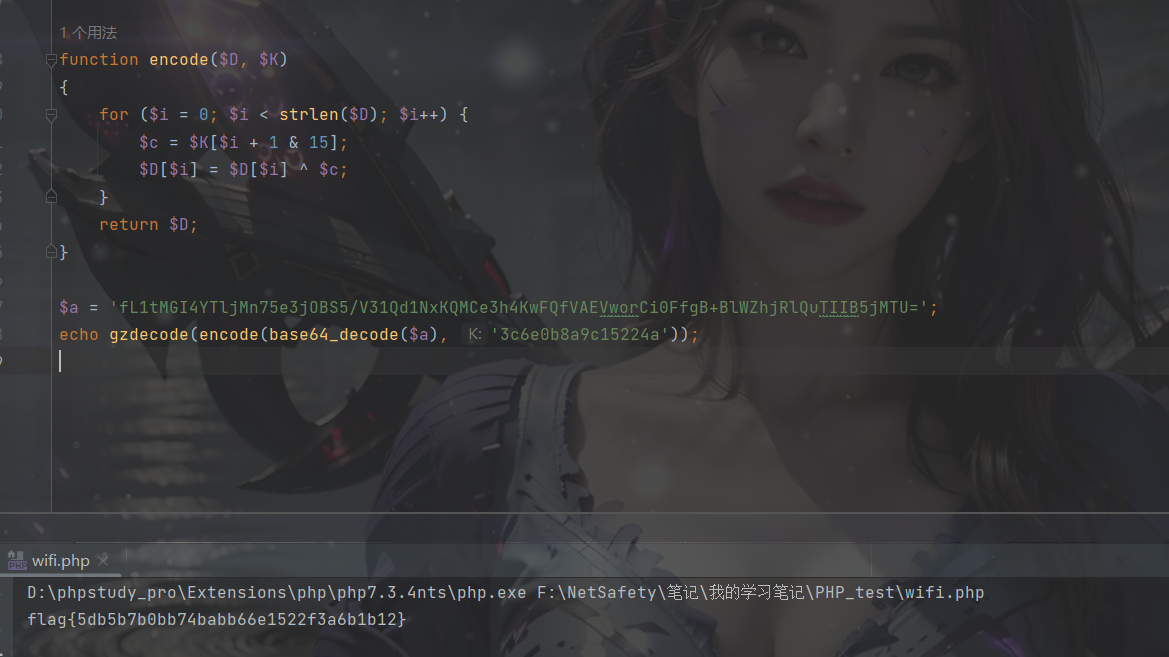 1 个用法
function encode($D, $K)
{
    for ($i = 0; $i < strlen($D); $i++) {
        $c = $K[$i + 1 & 15];
        $D[$i] = $D[$i] ^ $c;
    }
    return $D;
}
$a = 'fL1tMGI4YTljMn75e3jOBS5/V31Qd1NxKQMCe3h4KwFQfVAEVworCi0FfgB+BlWZhjRlQuTIIB5jMTU=';
echo gzdecode(encode(base64_decode($a), K: '3c6e0b8a9c15224a'));
wifi.php
D:\phpstudy_pro\Extensions\php\php7.3.4nts\php.exe F:\NetSafety\笔记\我的学习笔记\PHP_test\wifi.php
flag{5db5b7b0bb74babb66e1522f3a6b1b12}